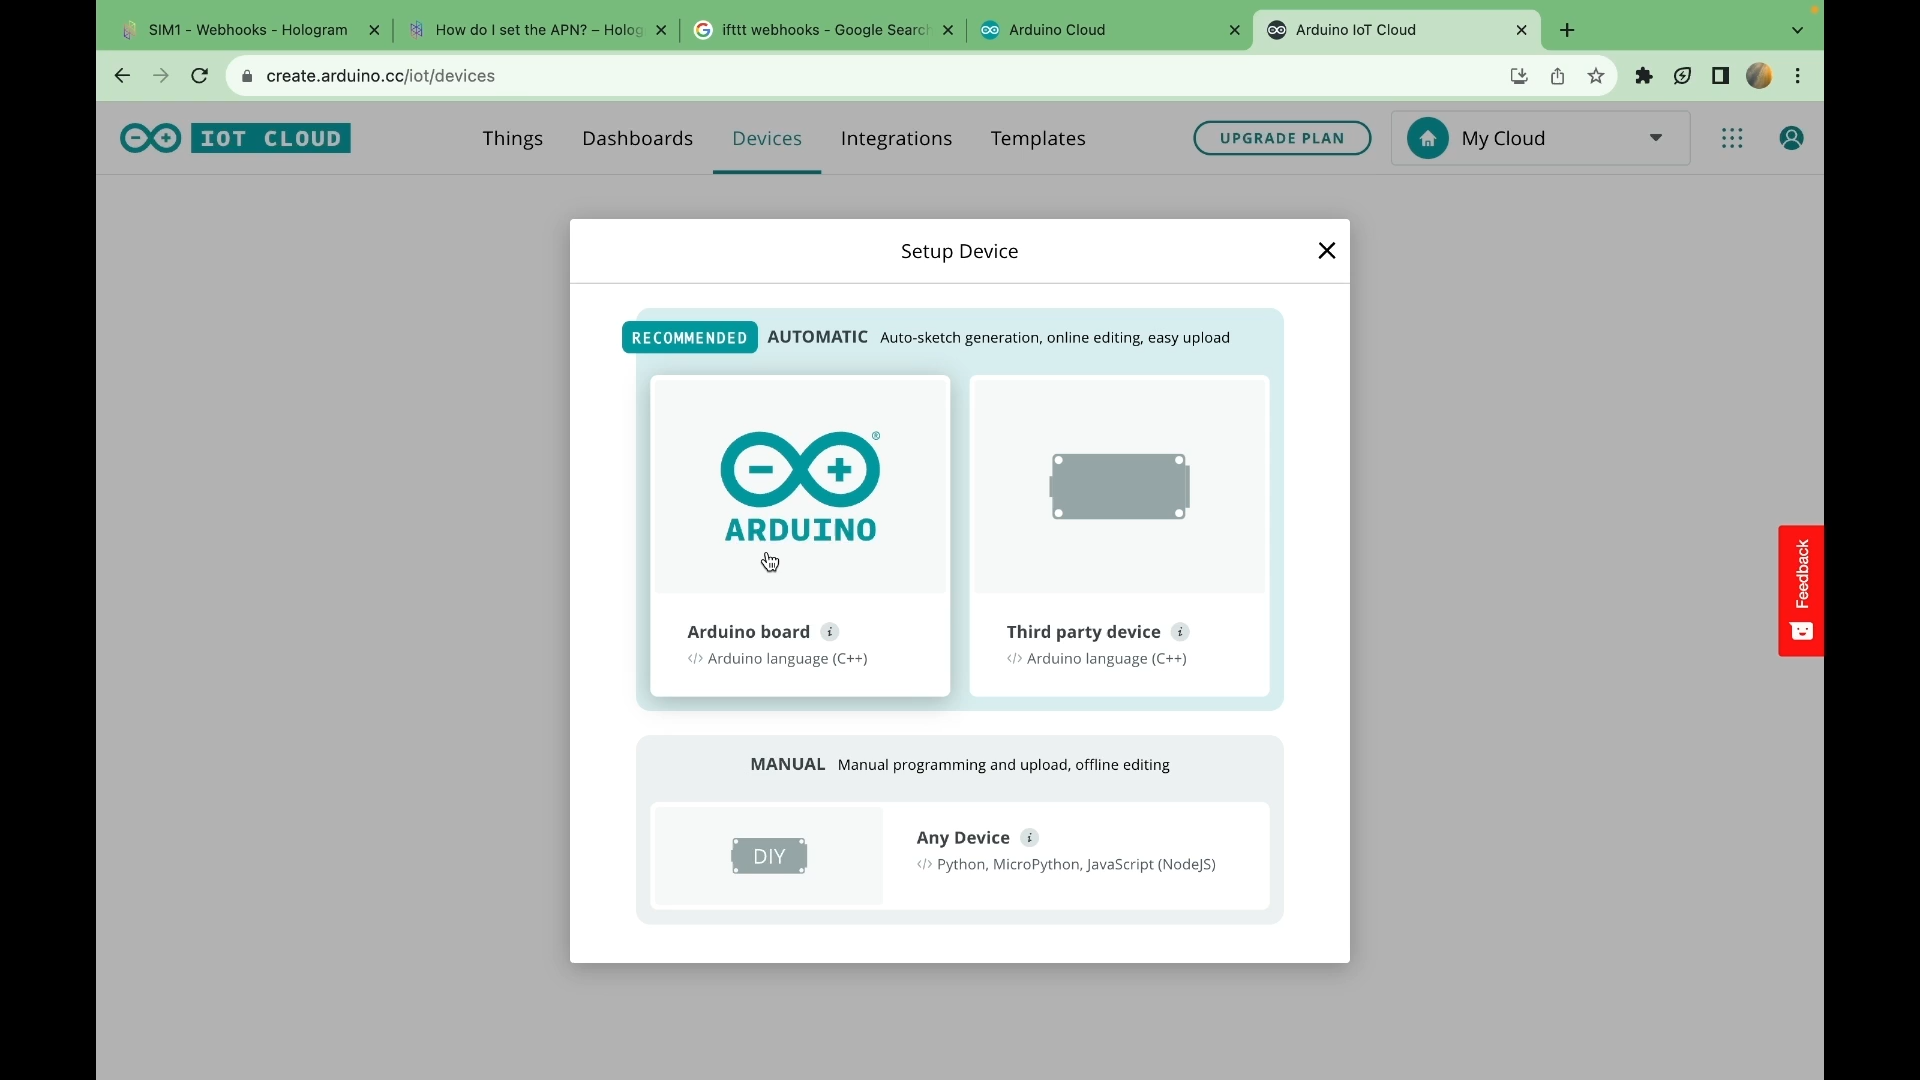 SIM1 - Webhooks - Hologram
How do I set the APN? – Holog
ifttt webhooks - Google Search
Arduino Cloud
Arduino IoT Cloud
create.arduino.cc/iot/devices
IOT CLOUD
Things
Dashboards
Devices
Integrations
Templates
UPGRADE PLAN
My Cloud
Setup Device
RECOMMENDED AUTOMATIC Auto-sketch generation, online editing, easy upload
ARDUINO
®
Arduino board
</> Arduino language (C++)
Third party device
</> Arduino language (C++)
MANUAL Manual programming and upload, offline editing
DIY
Any Device
</> Python, MicroPython, JavaScript (NodeJS)
Feedback